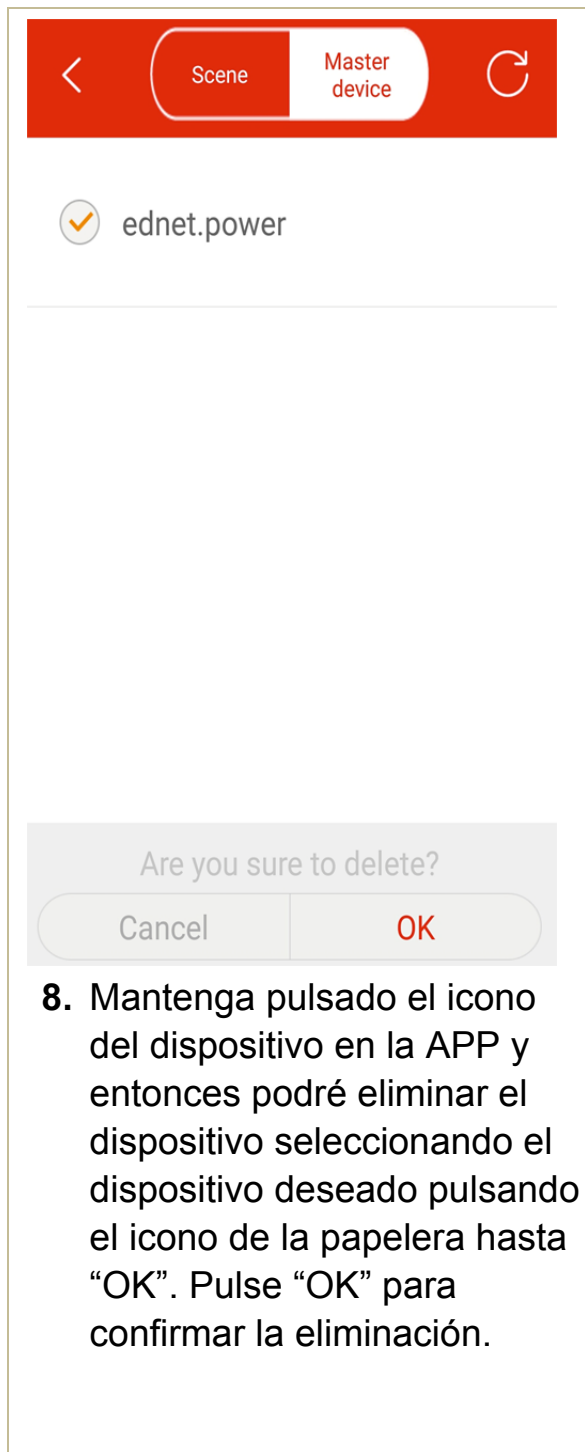 Scene
Master
device
ednet.power
Are you sure to delete?
Cancel OK
8. Mantenga pulsado el icono
del dispositivo en la APP y
entonces podré eliminar el
dispositivo seleccionando el
dispositivo deseado pulsando
el icono de la papelera hasta
“OK”. Pulse “OK” para
confirmar la eliminación.